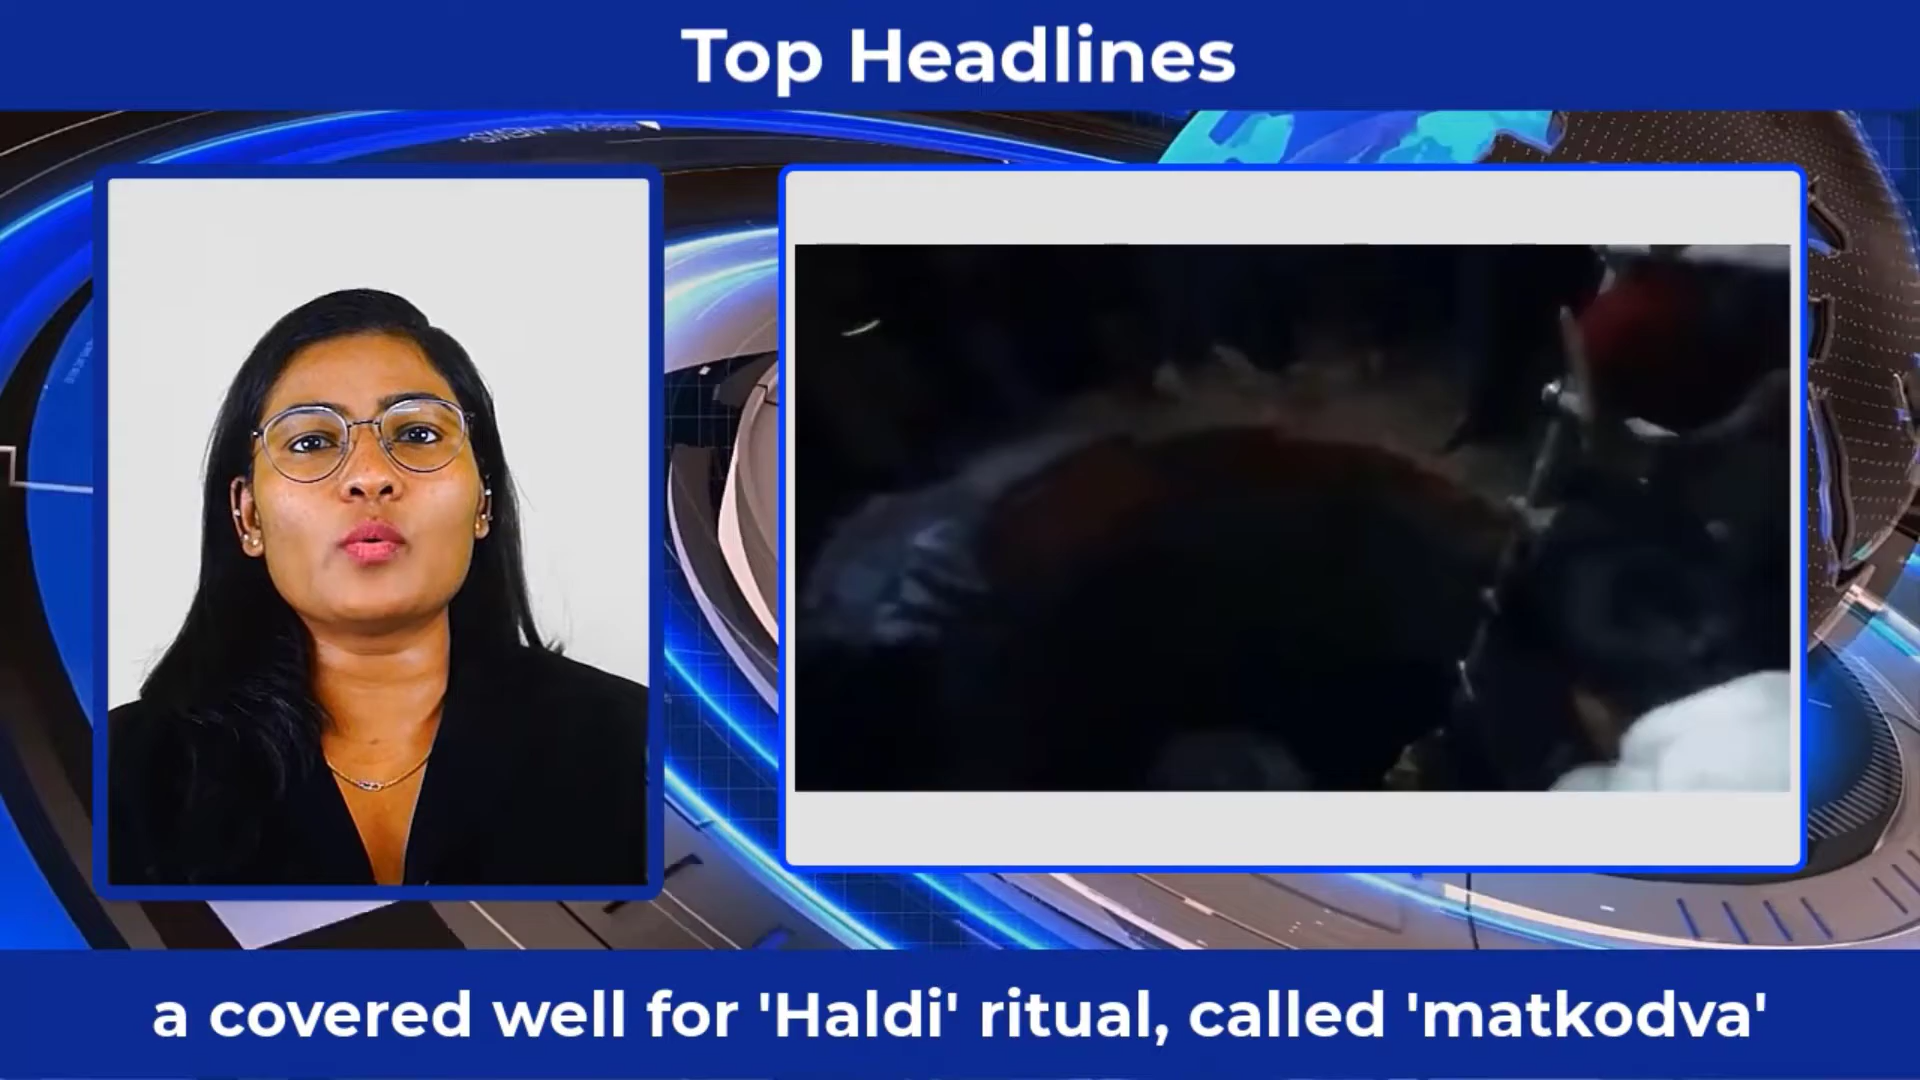 Top Headlines
a covered well for 'Haldi' ritual, called 'matkodva'